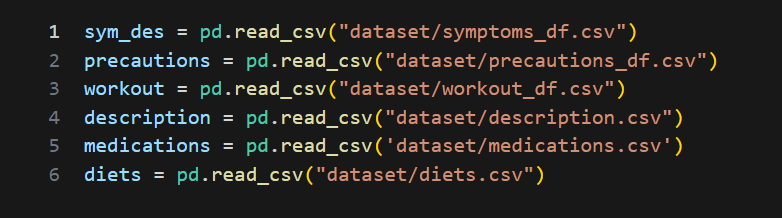 1 sym_des = pd.read_csv("dataset/symptoms_df.csv")
2 precautions = pd.read_csv("dataset/precautions_df.csv")
3 workout = pd.read_csv("dataset/workout_df.csv")
4 description = pd.read_csv("dataset/description.csv")
5 medications = pd.read_csv('dataset/medications.csv')
6 diets = pd.read_csv("dataset/diets.csv")